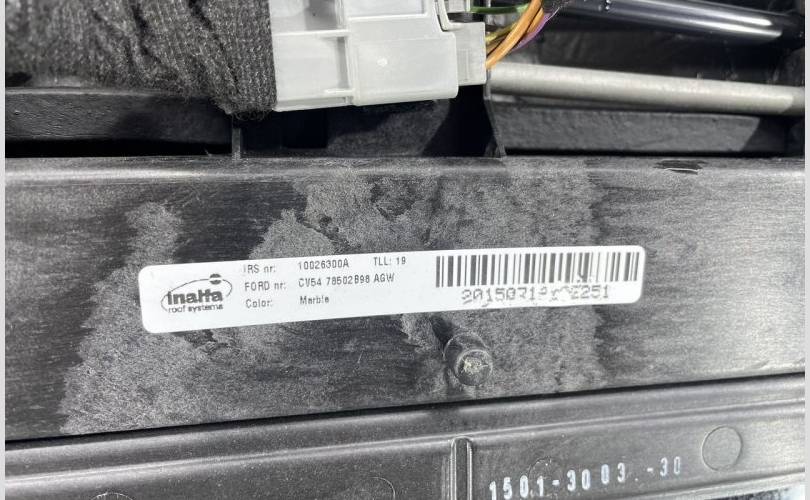 IRS nr: 10026300A TLL: 19
FORD nr: CV54 78502B98 AGW
Color: Marble
inalfa
roof systems
1501-3003 -30